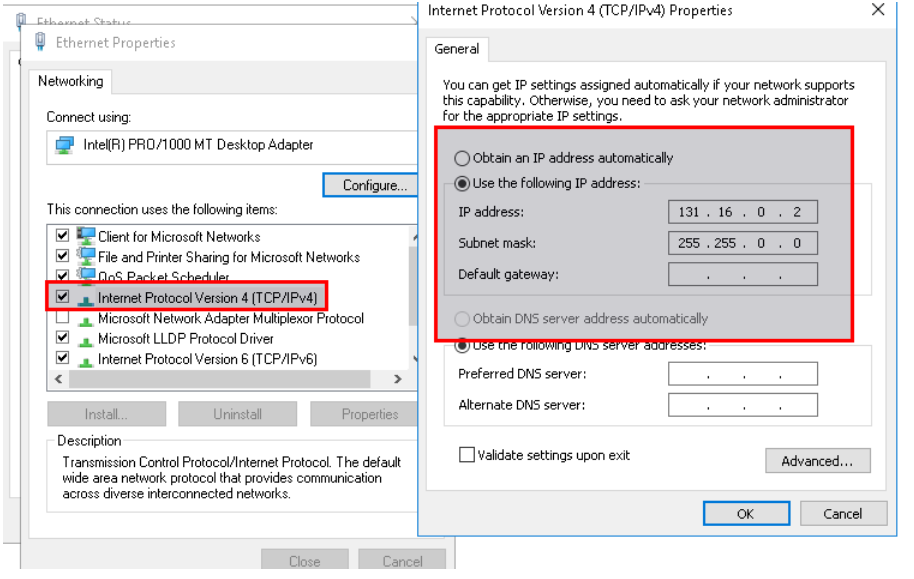 Ethernet Status
Ethernet Properties
Networking
Connect using:
Intel(R) PRO/1000 MT Desktop Adapter
Configure...
This connection uses the following items:
Client for Microsoft Networks
File and Printer Sharing for Microsoft Networks
QoS Packet Scheduler
Internet Protocol Version 4 (TCP/IPv4)
Microsoft Network Adapter Multiplexor Protocol
Microsoft LLDP Protocol Driver
Internet Protocol Version 6 (TCP/IPv6)
Install...
Uninstall
Properties
Description
Transmission Control Protocol/Internet Protocol. The default
wide area network protocol that provides communication
across diverse interconnected networks.
Close
Cancel
Internet Protocol Version 4 (TCP/IPv4) Properties
General
You can get IP settings assigned automatically if your network supports
this capability. Otherwise, you need to ask your network administrator
for the appropriate IP settings.
Obtain an IP address automatically
Use the following IP address:
IP address:
131 . 16 . 0 . 2
Subnet mask:
255 . 255 . 0 . 0
Default gateway:
. . .
Obtain DNS server address automatically
Use the following DNS server addresses:
Preferred DNS server:
. . .
Alternate DNS server:
. . .
Validate settings upon exit
Advanced...
OK
Cancel